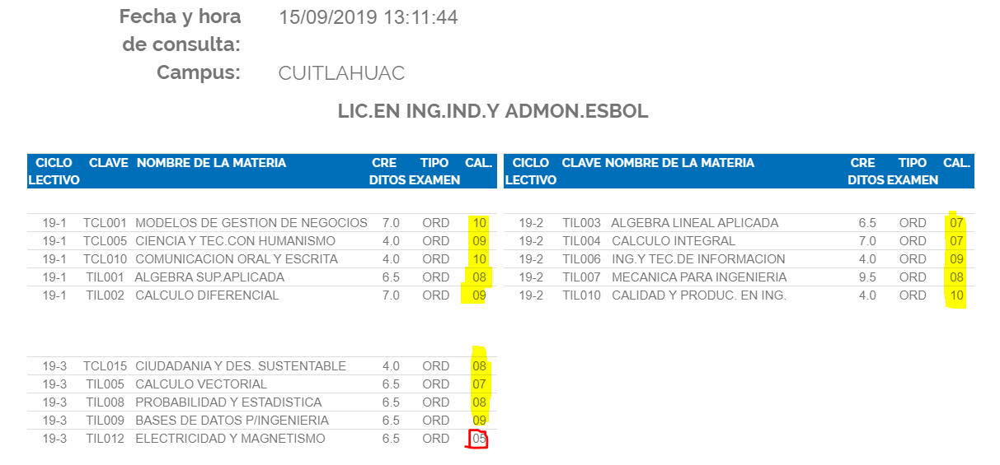 Fecha y hora 15/09/2019 13:11:44
de consulta:
Campus: CUITLAHUAC
LIC.EN ING.IND.Y ADMON.ESBOL
CICLO CLAVE NOMBRE DE LA MATERIA CRE TIPO CAL.
LECTIVO DITOS EXAMEN
19-1 TCL001 MODELOS DE GESTION DE NEGOCIOS 7.0 ORD 10
19-1 TCL005 CIENCIA Y TEC.CON HUMANISMO 4.0 ORD 09
19-1 TCL010 COMUNICACION ORAL Y ESCRITA 4.0 ORD 10
19-1 TIL001 ALGEBRA SUP.APLICADA 6.5 ORD 08
19-1 TIL002 CALCULO DIFERENCIAL 7.0 ORD 09
CICLO CLAVE NOMBRE DE LA MATERIA CRE TIPO CAL.
LECTIVO DITOS EXAMEN
19-2 TIL003 ALGEBRA LINEAL APLICADA 6.5 ORD 07
19-2 TIL004 CALCULO INTEGRAL 7.0 ORD 07
19-2 TIL006 ING.Y TEC.DE INFORMACION 4.0 ORD 09
19-2 TIL007 MECANICA PARA INGENIERIA 9.5 ORD 08
19-2 TIL010 CALIDAD Y PRODUC. EN ING. 4.0 ORD 10
19-3 TCL015 CIUDADANIA Y DES. SUSTENTABLE 4.0 ORD 08
19-3 TIL005 CALCULO VECTORIAL 6.5 ORD 07
19-3 TIL008 PROBABILIDAD Y ESTADISTICA 6.5 ORD 08
19-3 TIL009 BASES DE DATOS P/INGENIERIA 6.5 ORD 09
19-3 TIL012 ELECTRICIDAD Y MAGNETISMO 6.5 ORD 05